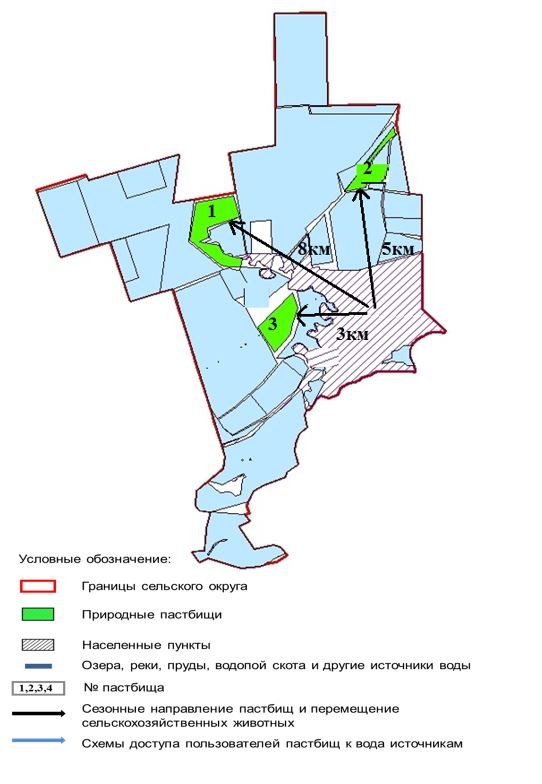 2
1
8км
5км
3
3км
Условные обозначение:
Границы сельского округа
Природные пастбищи
Населенные пункты
Озера, реки, пруды, водопой скота и другие источники воды
1,2,3,4
№ пастбища
Сезонные направление пастбищ и перемещение
сельскохозяйственных животных
Схемы доступа пользователей пастбищ к вода источникам